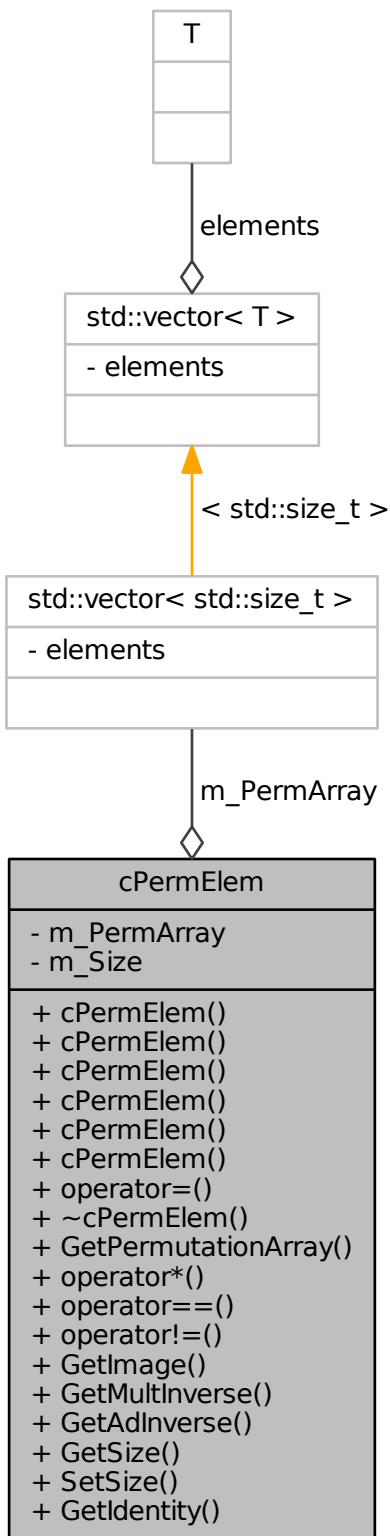 T
elements
std::vector< T >
- elements
< std::size_t >
std::vector< std::size_t >
- elements
m_PermArray
cPermElem
- m_PermArray
- m_Size
+ cPermElem()
+ cPermElem()
+ cPermElem()
+ cPermElem()
+ cPermElem()
+ cPermElem()
+ operator=()
+ ~cPermElem()
+ GetPermutationArray()
+ operator*()
+ operator==()
+ operator!=()
+ GetImage()
+ GetMultInverse()
+ GetAdInverse()
+ GetSize()
+ SetSize()
+ GetIdentity()